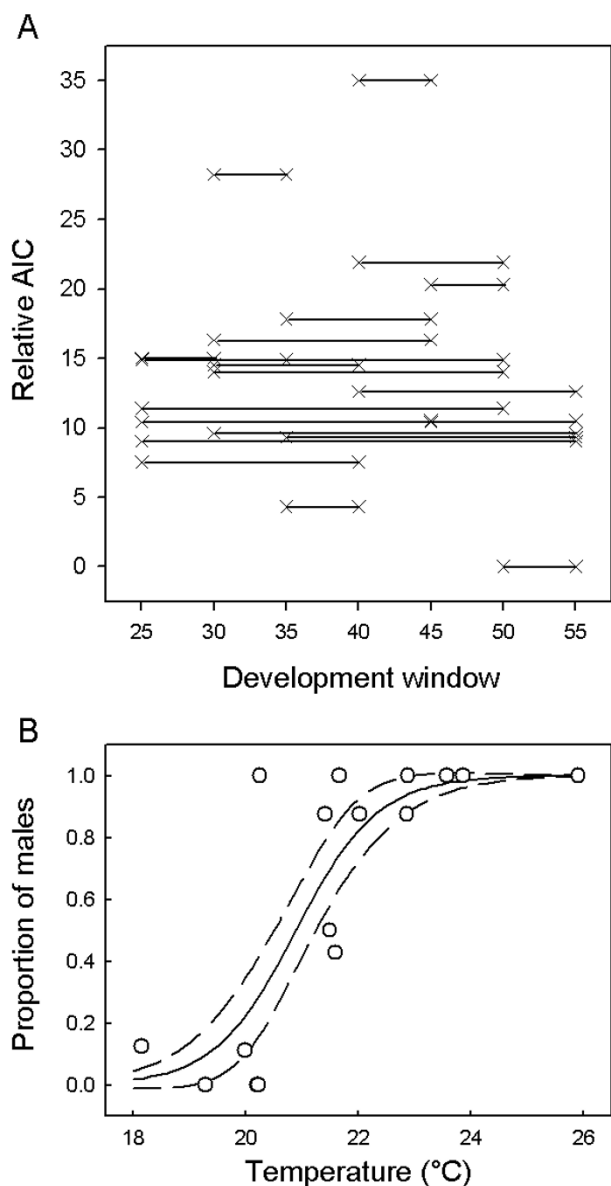 A
Relative AIC
35
30
25
20
15
10
5
0
25 30 35 40 45 50 55
Development window
B
Proportion of males
1.0
0.8
0.6
0.4
0.2
0.0
18 20 22 24 26
Temperature (°C)